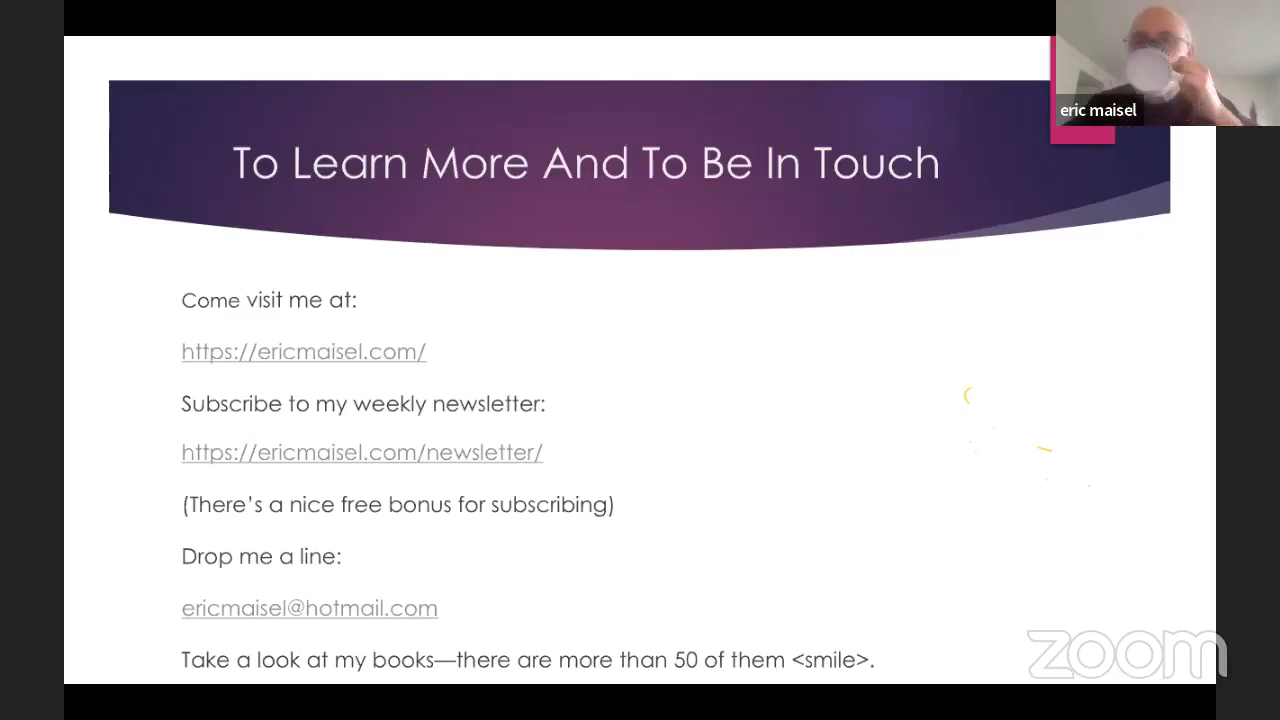 To Learn More And To Be In Touch
eric maisel
Come visit me at:
https://ericmaisel.com/
Subscribe to my weekly newsletter:
https://ericmaisel.com/newsletter/
(There’s a nice free bonus for subscribing)
Drop me a line:
ericmaisel@hotmail.com
Take a look at my books—there are more than 50 of them <smile>.
zoom